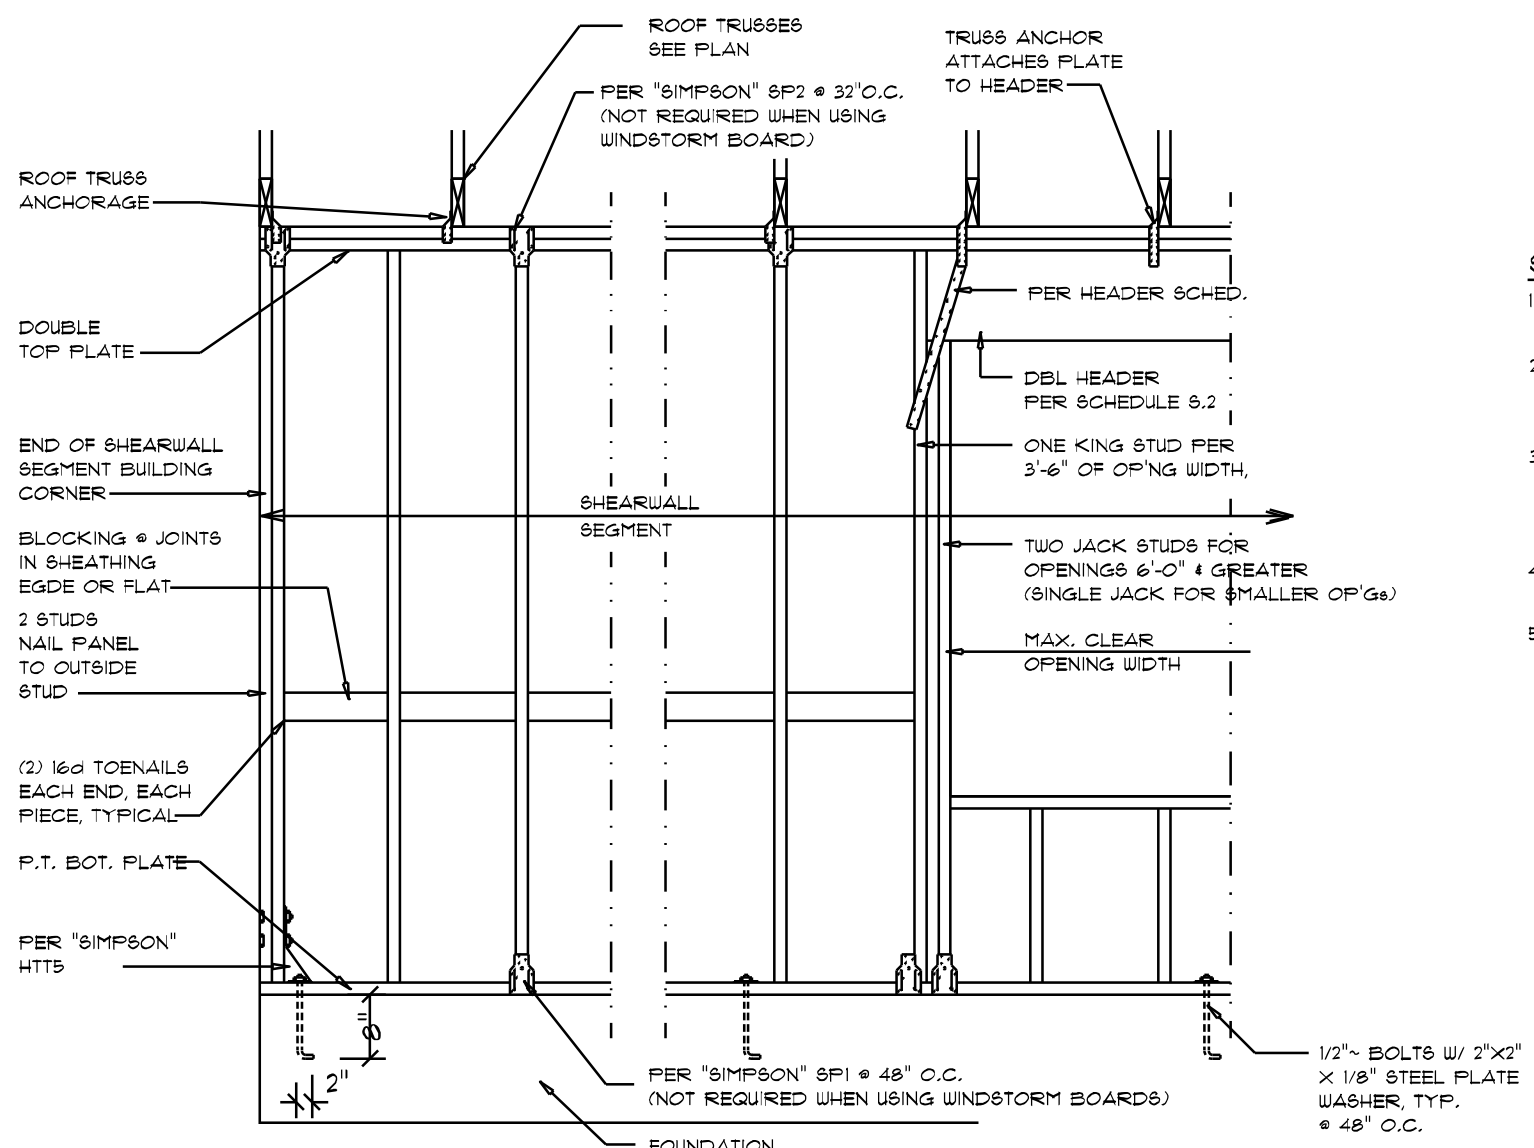 ROOF TRUSSES
SEE PLAN
TRUSS ANCHOR
ATTACHES PLATE
TO HEADER
PER "SIMPSON" SP2 @ 32"O.C.
(NOT REQUIRED WHEN USING
WINDSTORM BOARD)
ROOF TRUSS
ANCHORAGE
PER HEADER SCHED.
DOUBLE
TOP PLATE
DBL HEADER
PER SCHEDULE S.2
END OF SHEARWALL
SEGMENT BUILDING
CORNER
ONE KING STUD PER
3'-6" OF OP'NG WIDTH,
SHEARWALL
SEGMENT
BLOCKING @ JOINTS
IN SHEATHING
EGDE OR FLAT
TWO JACK STUDS FOR
OPENINGS 6'-0" & GREATER
(SINGLE JACK FOR SMALLER OP'Gs)
2 STUDS
NAIL PANEL
TO OUTSIDE
STUD
MAX. CLEAR
OPENING WIDTH
(2) 16d TOENAILS
EACH END, EACH
PIECE, TYPICAL
P.T. BOT. PLATE
PER "SIMPSON"
HTT5
8"
2"
PER "SIMPSON" SP1 @ 48" O.C.
(NOT REQUIRED WHEN USING WINDSTORM BOARDS)
1/2"~ BOLTS W/ 2"X2"
X 1/8" STEEL PLATE
WASHER, TYP.
@ 48" O.C.
FOUNDATION
S
1
2
3
4
5